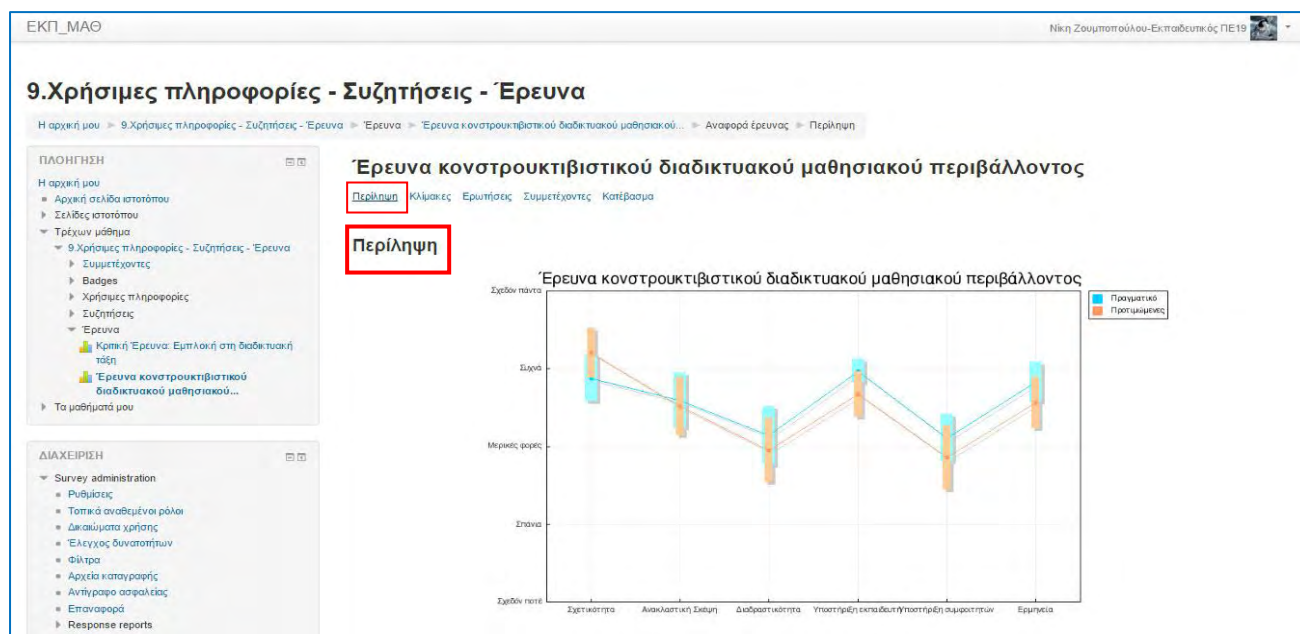 ΕΚΠ_ΜΑΘ
Νίκη Ζουμποπούλου-Εκπαιδευτικός ΠΕ19
9.Χρήσιμες πληροφορίες - Συζητήσεις - Έρευνα
Η αρχική μου 9.Χρήσιμες πληροφορίες - Συζητήσεις - Έρευνα Έρευνα Έρευνα κονστρουκτιβιστικού διαδικτυακού μαθησιακού... Αναφορά έρευνας Περίληψη
ΠΛΟΗΓΗΣΗ
Η αρχική μου
Αρχική σελίδα ιστοτόπου
Σελίδες ιστοτόπου
Τρέχων μάθημα
9.Χρήσιμες πληροφορίες - Συζητήσεις - Έρευνα
Συμμετέχοντες
Badges
Χρήσιμες πληροφορίες
Συζητήσεις
Έρευνα
Κριτική Έρευνα: Εμπλοκή στη διαδικτυακή
τάξη
Έρευνα κονστρουκτιβιστικού
διαδικτυακού μαθησιακού...
Τα μαθήματά μου
ΔΙΑΧΕΙΡΙΣΗ
Survey administration
Ρυθμίσεις
Τοπικά αναθεμένοι ρόλοι
Δικαιώματα χρήσης
Έλεγχος δυνατοτήτων
Φίλτρα
Αρχεία καταγραφής
Αντίγραφο ασφαλείας
Επαναφορά
Response reports
Έρευνα κονστρουκτιβιστικού διαδικτυακού μαθησιακού περιβάλλοντος
Περίληψη Κλίμακες Ερωτήσεις Συμμετέχοντες Κατέβασμα
Περίληψη
Έρευνα κονστρουκτιβιστικού διαδικτυακού μαθησιακού περιβάλλοντος
Σχεδόν πάντα
Συχνά
Μερικές φορές
Σπάνια
Σχεδόν ποτέ
Πραγματικό
Προτιμώμενες
Σχετικότητα Ανακλαστική Σκέψη Διαδραστικότητα Υποστήριξη εκπαιδευτή Υποστήριξη συμφοιτητών Ερμηνεία